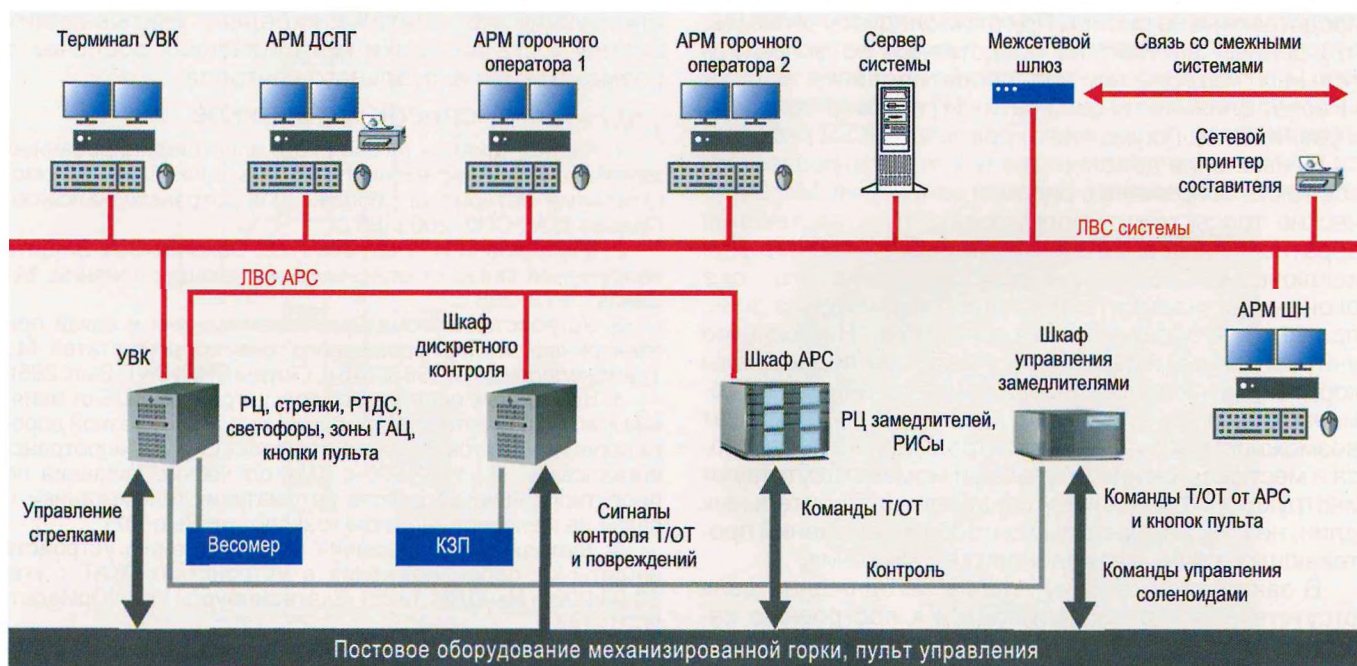 Терминал УВК
АРМ ДСПГ
АРМ горочного
оператора 1
АРМ горочного
оператора 2
Сервер
системы
Межсетевой
шлюз
Связь со смежными
системами
Сетевой
принтер
составителя
ЛВС системы
ЛВС АРС
УВК
Шкаф
дискретного
контроля
Шкаф АРС
Шкаф
управления
замедлителями
АРМ ШН
РЦ, стрелки, РТДС,
светофоры, зоны ГАЦ,
кнопки пульта
РЦ замедлителей,
РИСы
Управление
стрелками
Весомер
КЗП
Сигналы
контроля Т/ОТ
и повреждений
Команды Т/ОТ
Команды Т/ОТ от АРС
и кнопок пульта
Контроль
Команды управления
соленоидами
Постовое оборудование механизированной горки, пульт управления